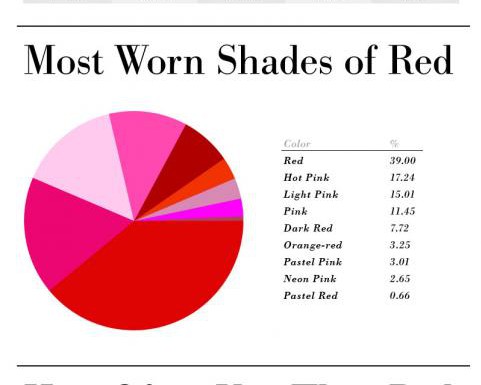 Most Worn Shades of Red
Color %
Red 39.00
Hot Pink 17.24
Light Pink 15.01
Pink 11.45
Dark Red 7.72
Orange-red 3.25
Pastel Pink 3.01
Neon Pink 2.65
Pastel Red 0.66